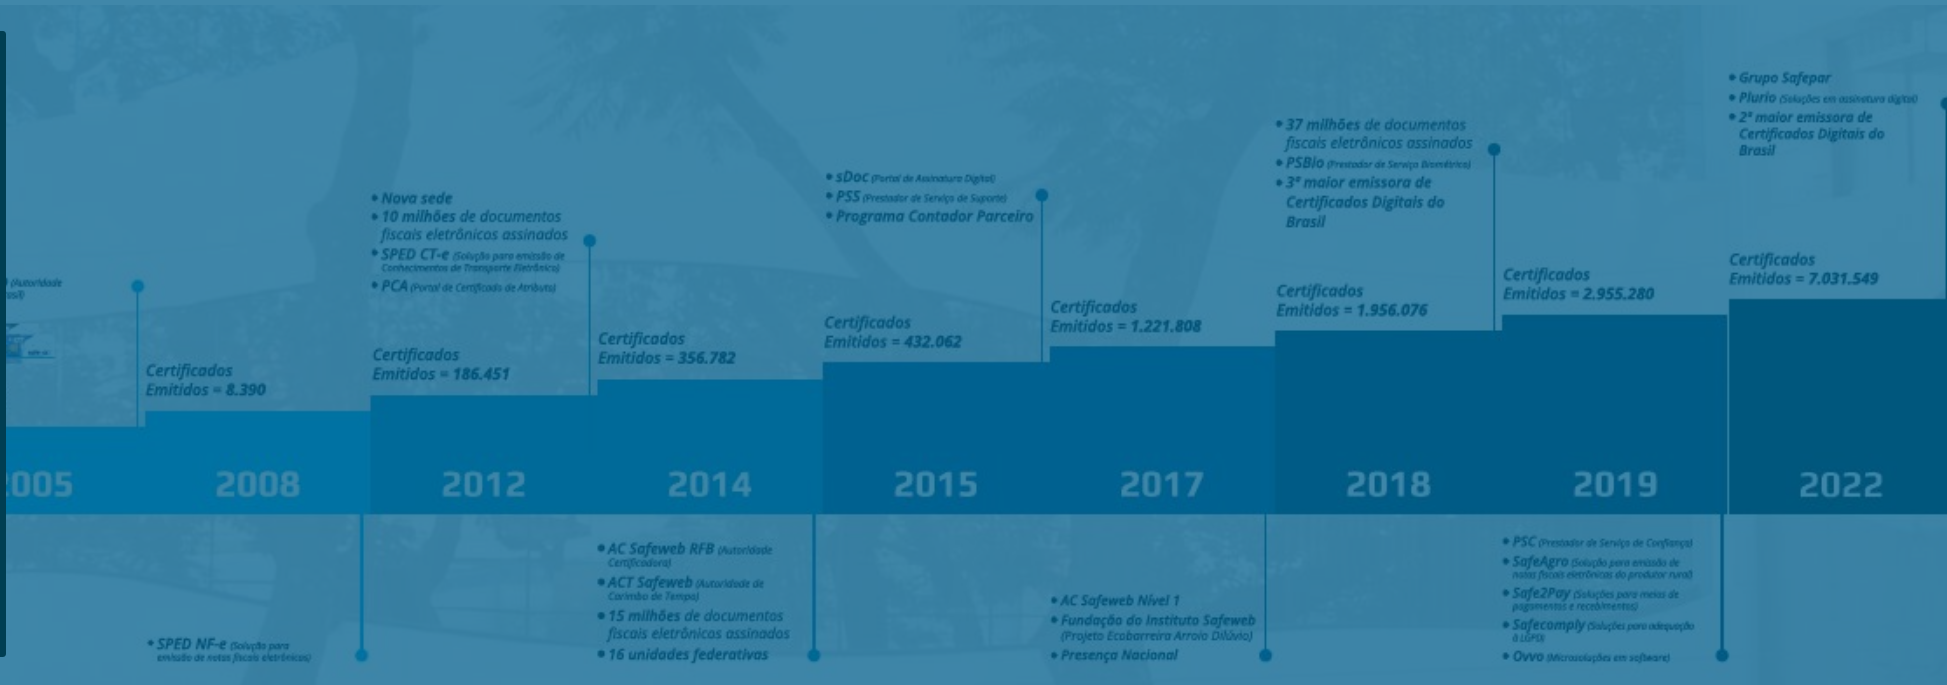 (Autoridade
2005
Certificados
Emitidos = 8.390
2008
• SPED NF-e (Solução para
emissão de notas fiscais eletrônicas)
• Nova sede
• 10 milhões de documentos
fiscais eletrônicos assinados
• SPED CT-e (Solução para emissão de
Conhecimentos de Transporte Eletrônico)
• PCA (Portal de Certificado de Atributo)
Certificados
Emitidos = 186.451
2012
Certificados
Emitidos = 356.782
2014
• AC Safeweb RFB (Autoridade
Certificadora)
• ACT Safeweb (Autoridade de
Carimbo de Tempo)
• 15 milhões de documentos
fiscais eletrônicos assinados
• 16 unidades federativas
• sDoc (Portal de Assinatura Digital)
• PSS (Prestador de Serviço de Suporte)
• Programa Contador Parceiro
Certificados
Emitidos = 432.062
2015
Certificados
Emitidos = 1.221.808
2017
• AC Safeweb Nível 1
• Fundação do Instituto Safeweb
(Projeto Ecobarreira Arroio Dilúvio)
• Presença Nacional
• 37 milhões de documentos
fiscais eletrônicos assinados
• PSBio (Prestador de Serviço Biométrico)
• 3ª maior emissora de
Certificados Digitais do
Brasil
Certificados
Emitidos = 1.956.076
2018
Certificados
Emitidos = 2.955.280
2019
• PSC (Prestador de Serviço de Confiança)
• SafeAgro (Solução para emissão de
notas fiscais eletrônicas do produtor rural)
• Safe2Pay (Soluções para meios de
pagamentos e recebimentos)
• Safecomply (Soluções para adequação
à LGPD)
• Ovvo (Microsoluções em software)
• Grupo Safepar
• Plurio (Soluções em assinatura digital)
• 2ª maior emissora de
Certificados Digitais do
Brasil
Certificados
Emitidos = 7.031.549
2022